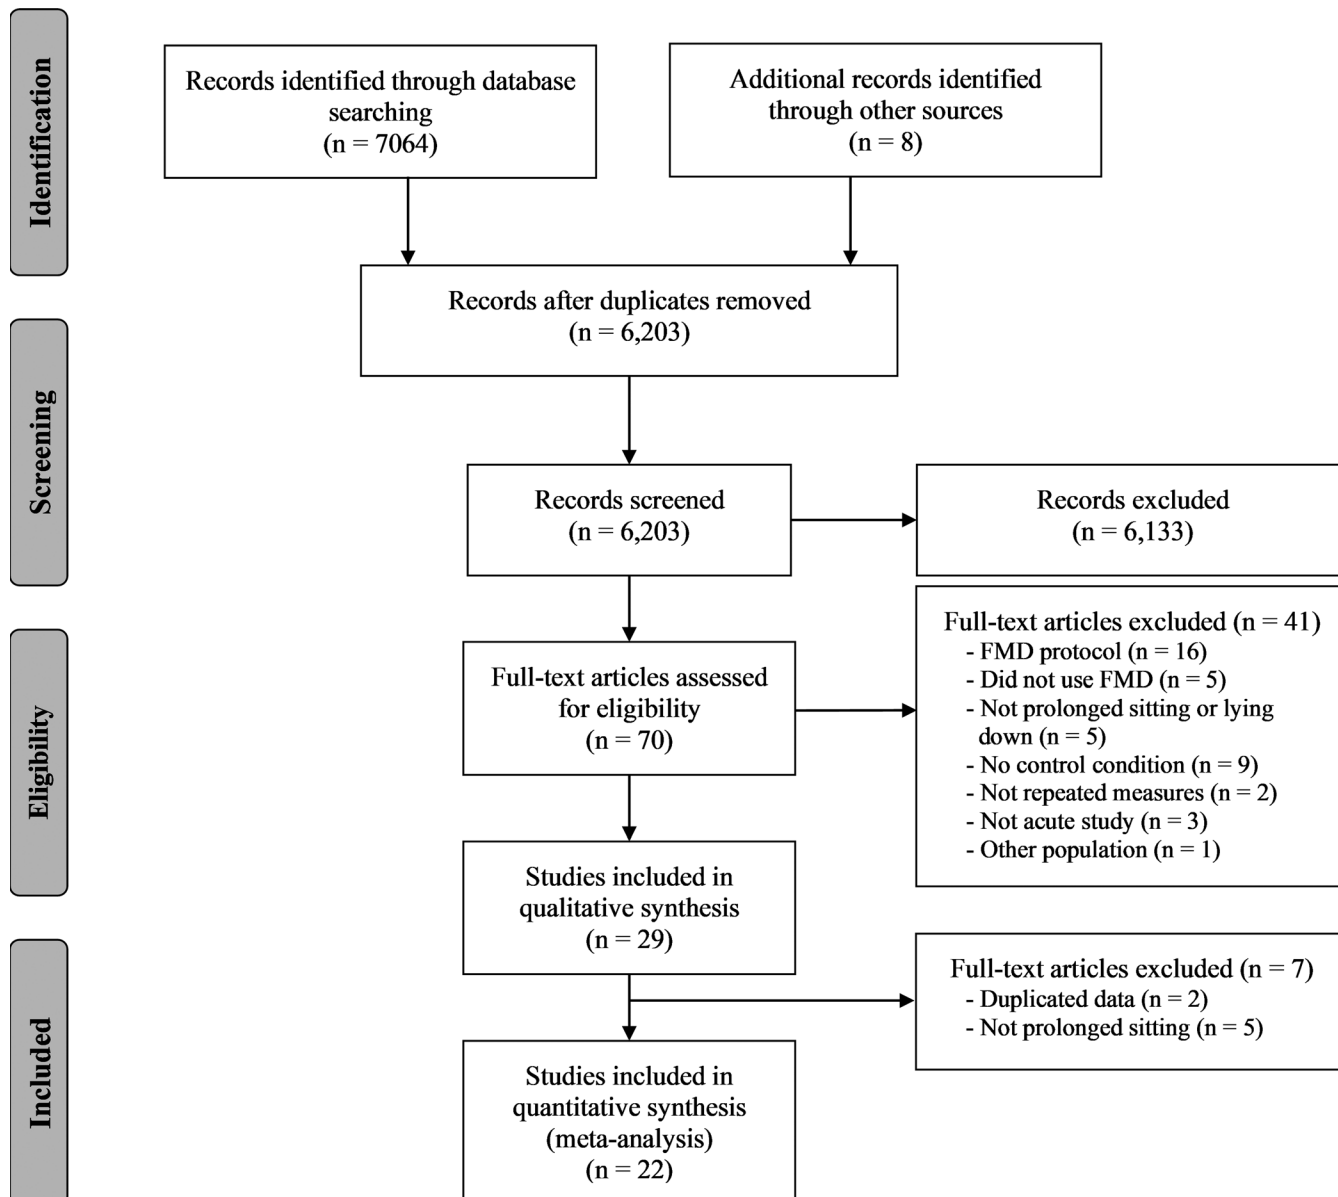 Identification
Records identified through database
searching
(n = 7064)
Additional records identified
through other sources
(n = 8)
Records after duplicates removed
(n = 6,203)
Screening
Records screened
(n = 6,203)
Records excluded
(n = 6,133)
Eligibility
Full-text articles assessed
for eligibility
(n = 70)
Full-text articles excluded (n = 41)
- FMD protocol (n = 16)
- Did not use FMD (n = 5)
- Not prolonged sitting or lying
down (n = 5)
- No control condition (n = 9)
- Not repeated measures (n = 2)
- Not acute study (n = 3)
- Other population (n = 1)
Studies included in
qualitative synthesis
(n = 29)
Included
Full-text articles excluded (n = 7)
- Duplicated data (n = 2)
- Not prolonged sitting (n = 5)
Studies included in
quantitative synthesis
(meta-analysis)
(n = 22)